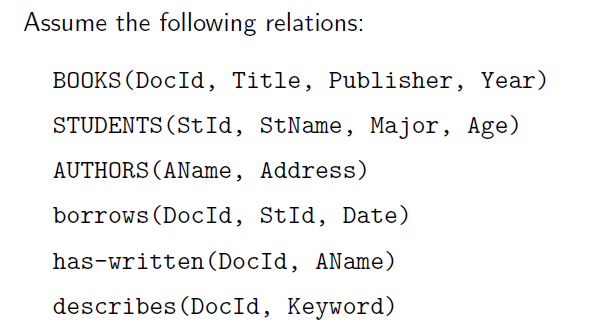 Assume the following relations:
BOOKS(DocId, Title, Publisher, Year)
STUDENTS(StId, StName, Major, Age)
AUTHORS(AName, Address)
borrows(DocId, StId, Date)
has-written(DocId, AName)
describes(DocId, Keyword)